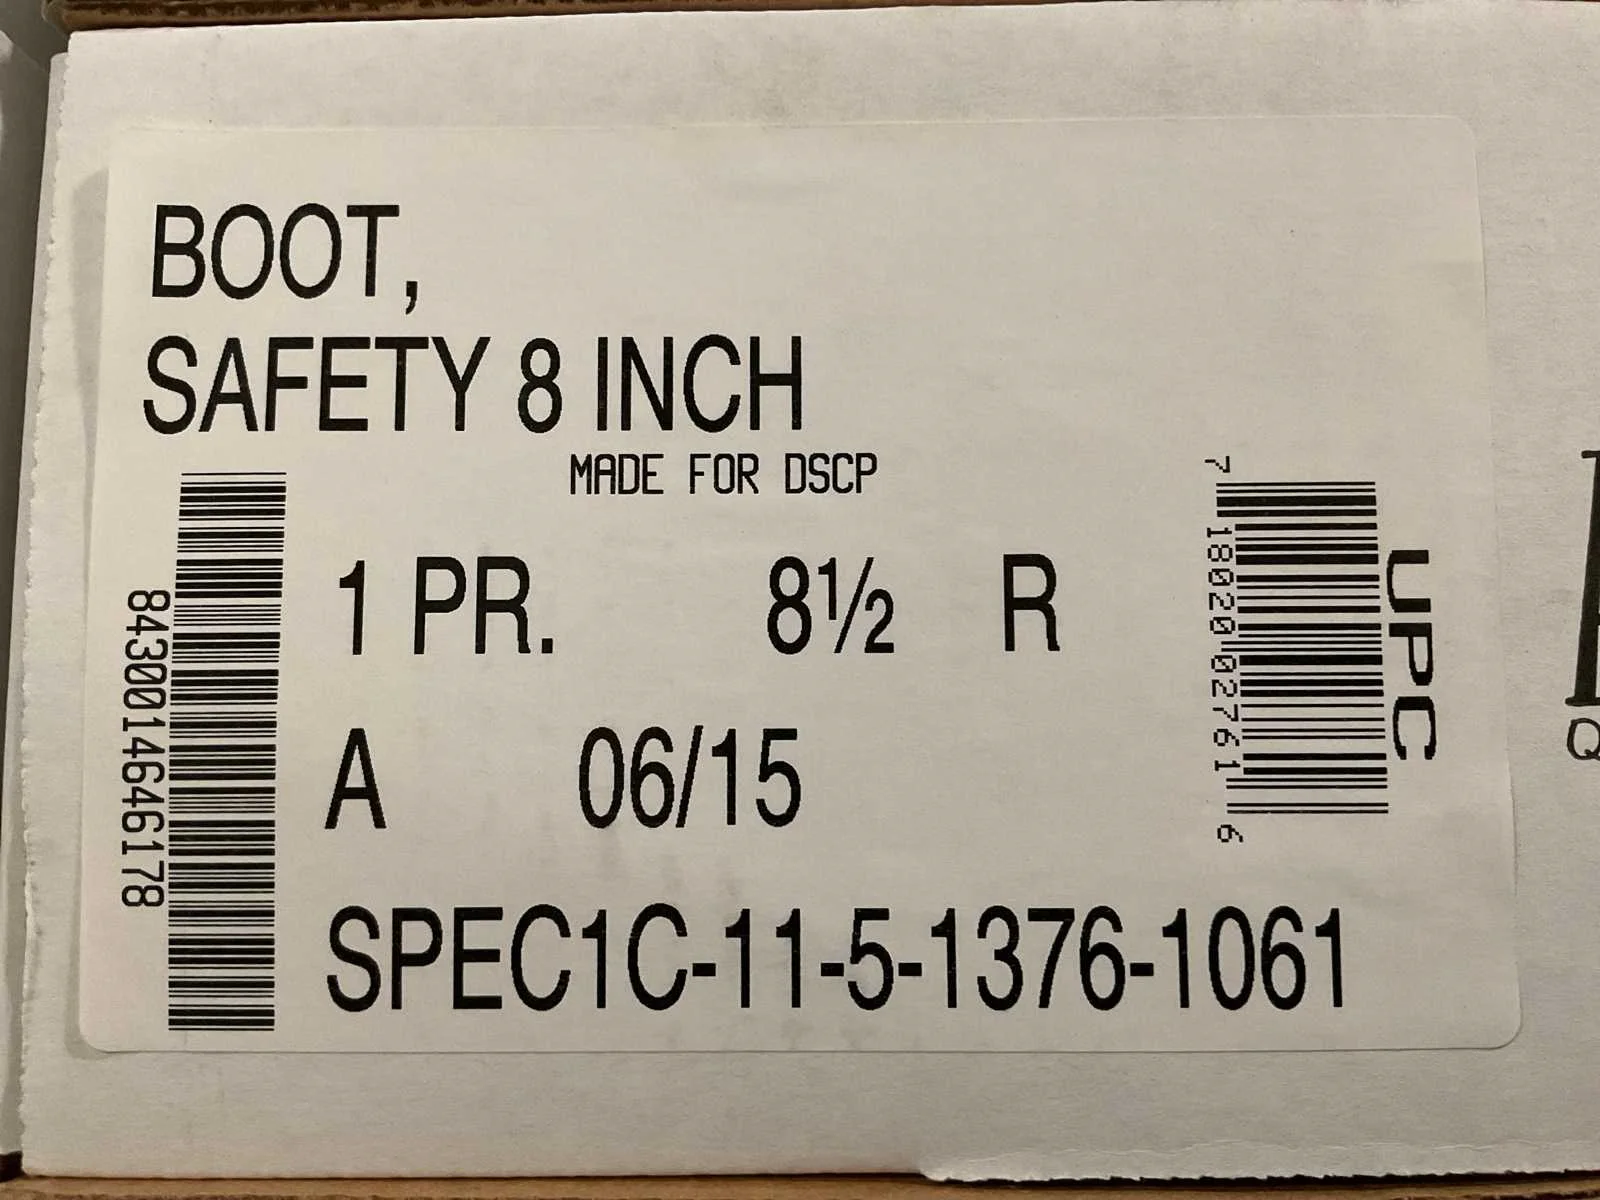 BOOT,
SAFETY 8 INCH
MADE FOR DSCP
1 PR. 8½ R
A 06/15
SPEC1C-11-5-1376-1061
8430014646178
7 18020 02761 6
UPC